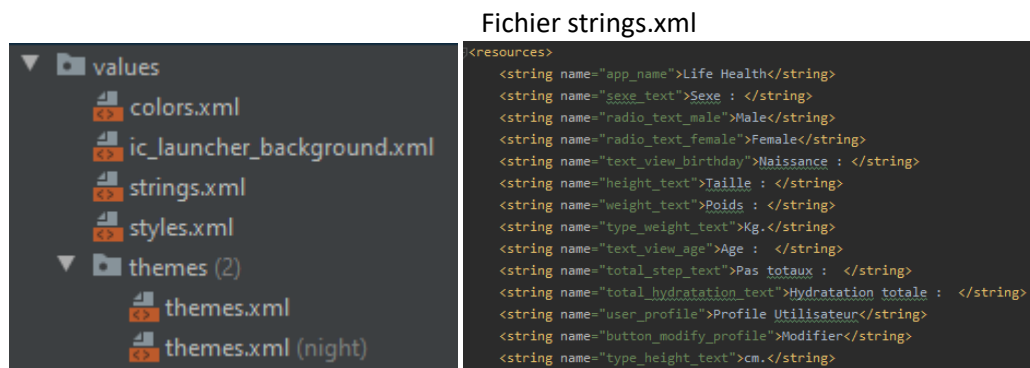 Fichier strings.xml
values
colors.xml
ic_launcher_background.xml
strings.xml
styles.xml
themes (2)
themes.xml
themes.xml (night)
<resources>
<string name="app_name">Life Health</string>
<string name="sexe_text">Sexe : </string>
<string name="radio_text_male">Male</string>
<string name="radio_text_female">Female</string>
<string name="text_view_birthday">Naissance : </string>
<string name="height_text">Taille : </string>
<string name="weight_text">Poids : </string>
<string name="type_weight_text">Kg.</string>
<string name="text_view_age">Age :  </string>
<string name="total_step_text">Pas totaux :  </string>
<string name="total_hydratation_text">Hydratation totale :  </string>
<string name="user_profile">Profile Utilisateur</string>
<string name="button_modify_profile">Modifier</string>
<string name="type_height_text">cm.</string>